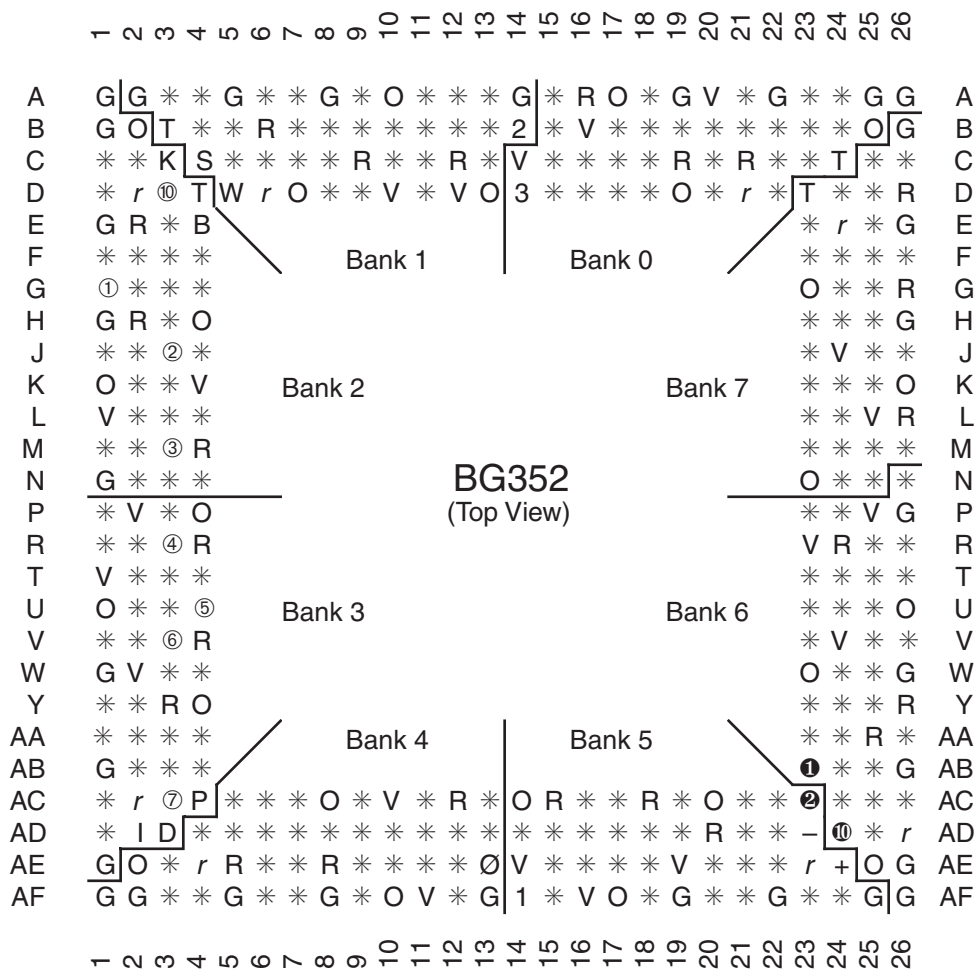 1 2 3 4 5 6 7 8 9 10 11 12 13 14 15 16 17 18 19 20 21 22 23 24 25 26
A G G ✳ ✳ G ✳ ✳ G ✳ O ✳ ✳ ✳ G ✳ R O ✳ G V ✳ G ✳ ✳ G G A
B G O T ✳ ✳ R ✳ ✳ ✳ ✳ ✳ ✳ ✳ 2 ✳ V ✳ ✳ ✳ ✳ ✳ ✳ ✳ ✳ O G B
C ✳ ✳ K S ✳ ✳ ✳ ✳ R ✳ ✳ R ✳ V ✳ ✳ ✳ ✳ R ✳ R ✳ ✳ T ✳ ✳ C
D ✳ r ⑩ T W r O ✳ ✳ V ✳ V O 3 ✳ ✳ ✳ ✳ O ✳ r ✳ T ✳ ✳ R D
E G R ✳ B ✳ r ✳ G E
F ✳ ✳ ✳ ✳ Bank 1 Bank 0 ✳ ✳ ✳ ✳ F
G ① ✳ ✳ ✳ O ✳ ✳ R G
H G R ✳ O ✳ ✳ ✳ G H
J ✳ ✳ ② ✳ ✳ V ✳ ✳ J
K O ✳ ✳ V Bank 2 Bank 7 ✳ ✳ ✳ O K
L V ✳ ✳ ✳ ✳ ✳ V R L
M ✳ ✳ ③ R ✳ ✳ ✳ ✳ M
N G ✳ ✳ ✳ BG352 O ✳ ✳ ✳ N
P ✳ V ✳ O (Top View) ✳ ✳ V G P
R ✳ ✳ ④ R V R ✳ ✳ R
T V ✳ ✳ ✳ ✳ ✳ ✳ ✳ T
U O ✳ ✳ ⑤ Bank 3 Bank 6 ✳ ✳ ✳ O U
V ✳ ✳ ⑥ R ✳ V ✳ ✳ V
W G V ✳ ✳ O ✳ ✳ G W
Y ✳ ✳ R O ✳ ✳ ✳ R Y
AA ✳ ✳ ✳ ✳ Bank 4 Bank 5 ✳ ✳ R ✳ AA
AB G ✳ ✳ ✳ ❶ ✳ ✳ G AB
AC ✳ r ⑦ P ✳ ✳ ✳ O ✳ V ✳ R ✳ O R ✳ ✳ R ✳ O ✳ ✳ ❷ ✳ ✳ ✳ AC
AD ✳ I D ✳ ✳ ✳ ✳ ✳ ✳ ✳ ✳ ✳ ✳ ✳ ✳ ✳ ✳ ✳ ✳ R ✳ ✳ – ❿ ✳ r AD
AE G O ✳ r R ✳ ✳ R ✳ ✳ ✳ ✳ Ø V ✳ ✳ ✳ ✳ V ✳ ✳ ✳ r + O G AE
AF G G ✳ ✳ G ✳ ✳ G ✳ O V ✳ G 1 ✳ V O ✳ G ✳ ✳ G ✳ ✳ G G AF
1 2 3 4 5 6 7 8 9 10 11 12 13 14 15 16 17 18 19 20 21 22 23 24 25 26